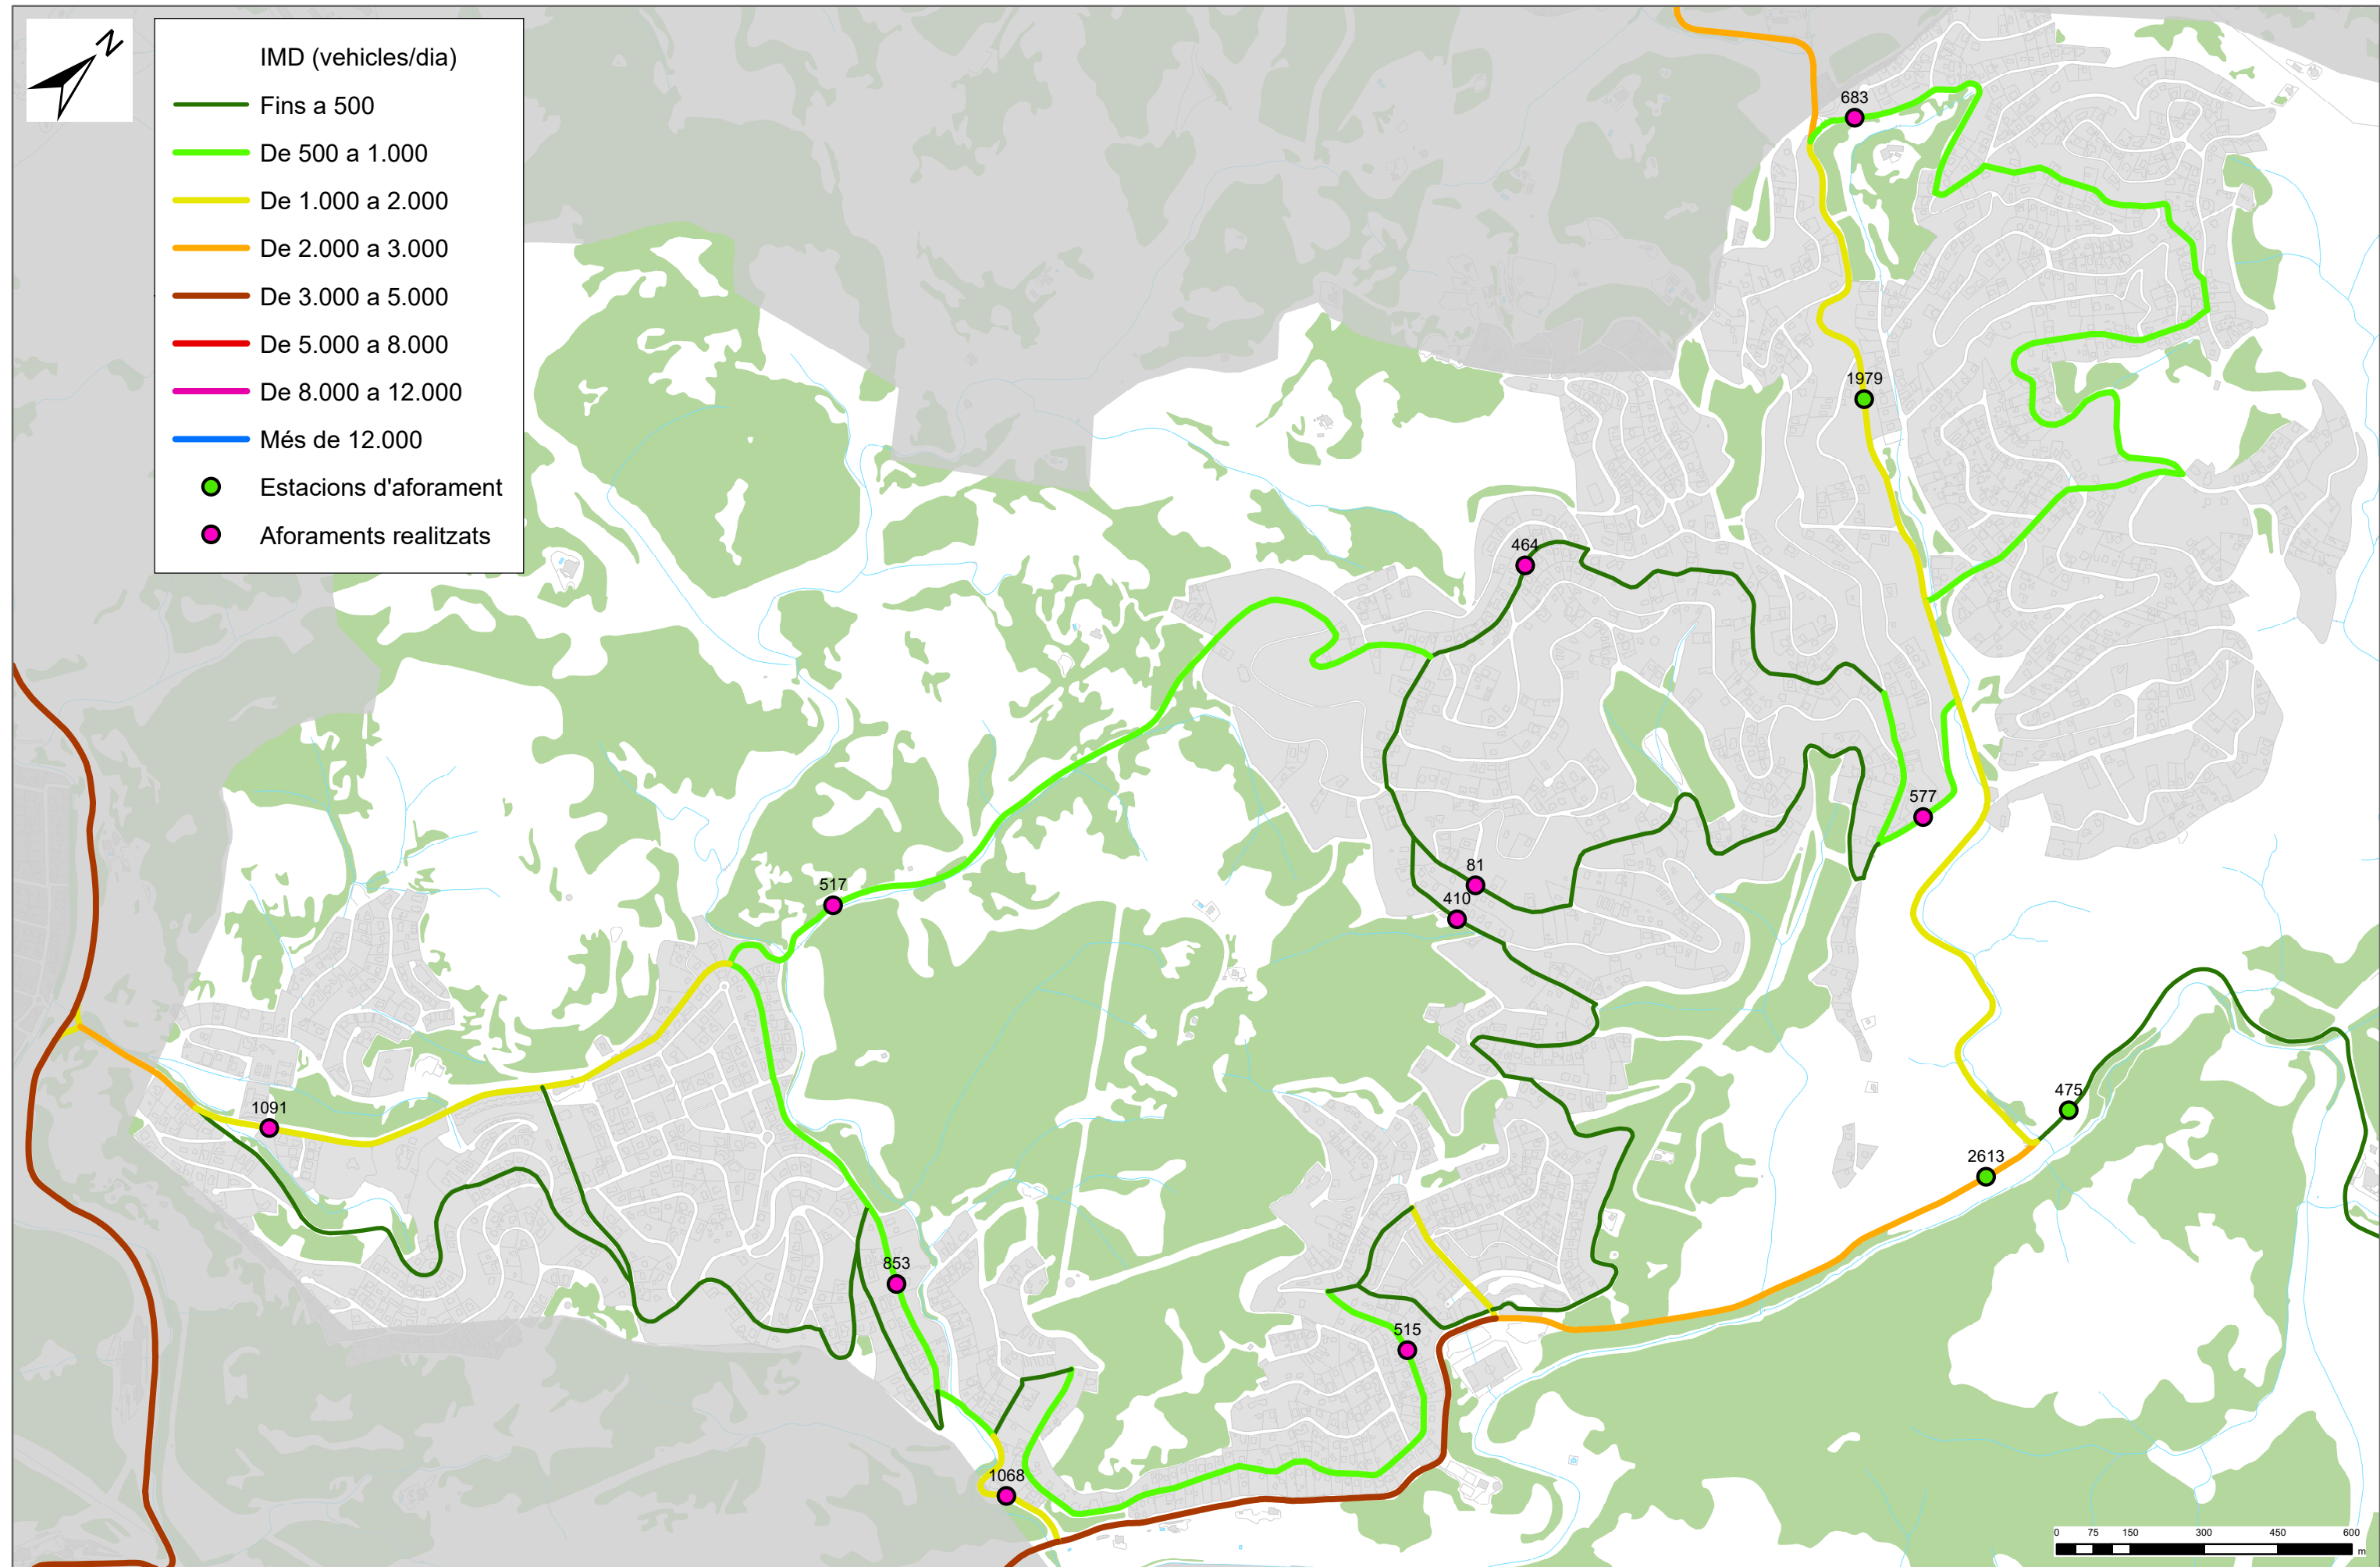 N
IMD (vehicles/dia)
Fins a 500
De 500 a 1.000
De 1.000 a 2.000
De 2.000 a 3.000
De 3.000 a 5.000
De 5.000 a 8.000
De 8.000 a 12.000
Més de 12.000
Estacions d'aforament
Aforaments realitzats
683
1979
464
577
81
410
517
475
1091
2613
853
515
1068
0 75 150 300 450 600
m